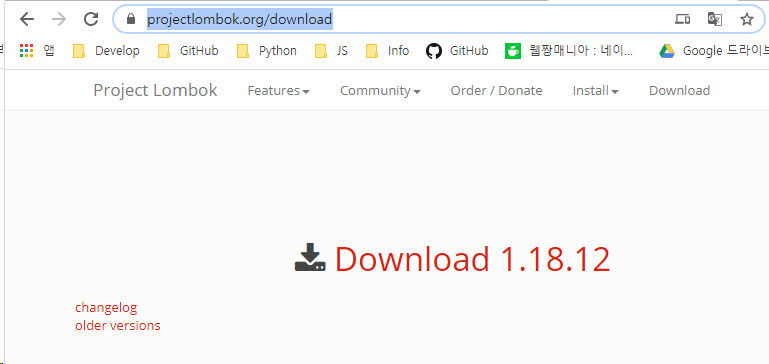 projectlombok.org/download
앱 Develop GitHub Python JS Info GitHub 웹짱매니아 : 네이... Google 드라이브
Project Lombok Features Community Order / Donate Install Download
Download 1.18.12
changelog
older versions